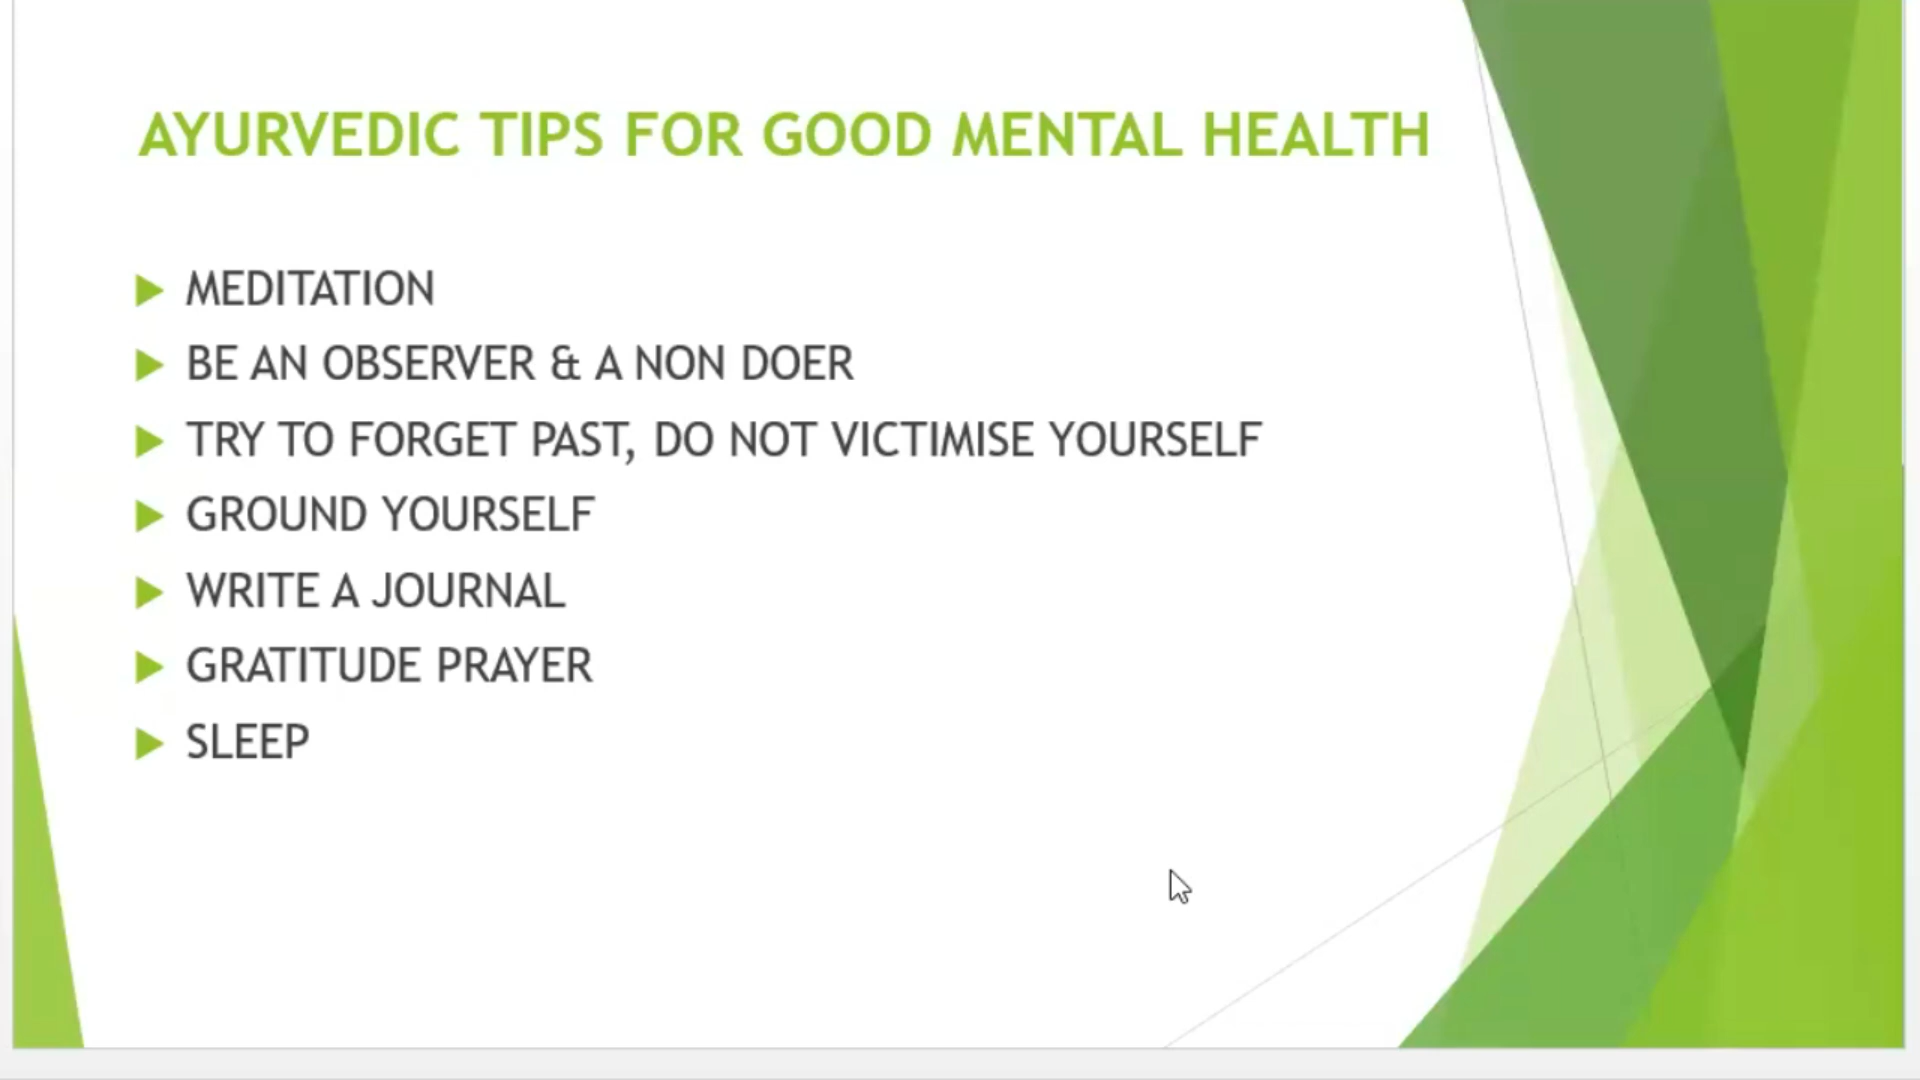 AYURVEDIC TIPS FOR GOOD MENTAL HEALTH
MEDITATION
BE AN OBSERVER & A NON DOER
TRY TO FORGET PAST, DO NOT VICTIMISE YOURSELF
GROUND YOURSELF
WRITE A JOURNAL
GRATITUDE PRAYER
SLEEP